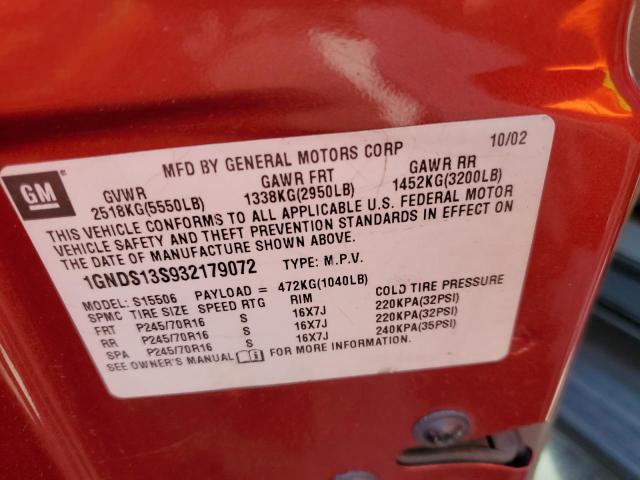 10/02
GM
MFD BY GENERAL MOTORS CORP
GVWR GAWR FRT GAWR RR
2518KG(5550LB) 1338KG(2950LB) 1452KG(3200LB)
THIS VEHICLE CONFORMS TO ALL APPLICABLE U.S. FEDERAL MOTOR
VEHICLE SAFETY AND THEFT PREVENTION STANDARDS IN EFFECT ON
THE DATE OF MANUFACTURE SHOWN ABOVE.
1GNDS13S932179072 TYPE: M.P.V.
MODEL: S15506 PAYLOAD = 472KG(1040LB)
SPMC TIRE SIZE SPEED RTG RIM COLD TIRE PRESSURE
FRT P245/70R16 S 16X7J 220KPA(32PSI)
RR P245/70R16 S 16X7J 220KPA(32PSI)
SPA P245/70R16 S 16X7J 240KPA(35PSI)
SEE OWNER'S MANUAL FOR MORE INFORMATION.